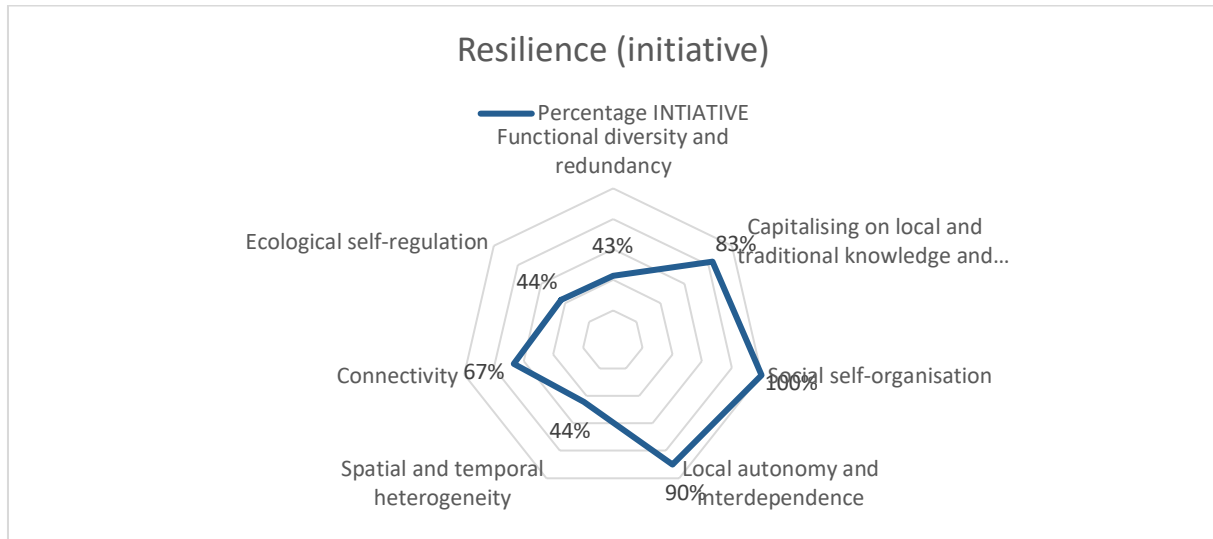 Resilience (initiative)
Percentage INTIATIVE
Functional diversity and
redundancy
43%
Capitalising on local and
traditional knowledge and…
83%
Social self-organisation
100%
Local autonomy and
interdependence
90%
Spatial and temporal
heterogeneity
44%
Connectivity
67%
Ecological self-regulation
44%